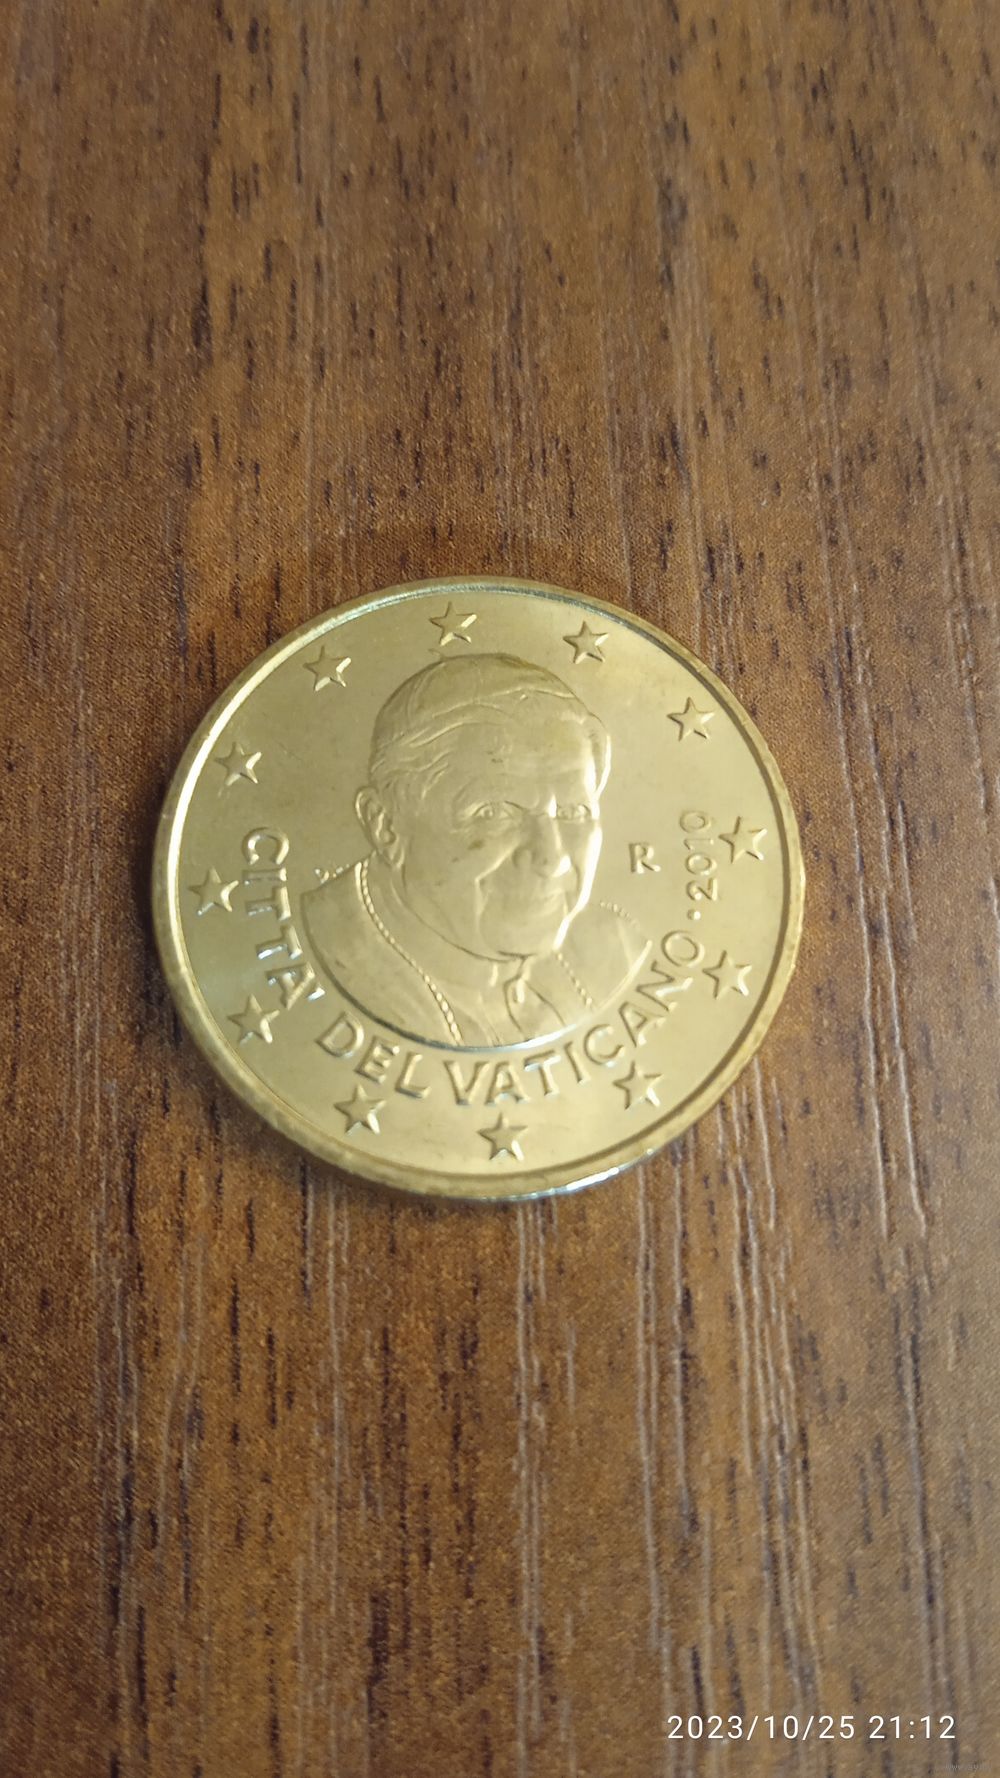 CITTA' DEL VATICANO • 2010
R
2023/10/25 21:12